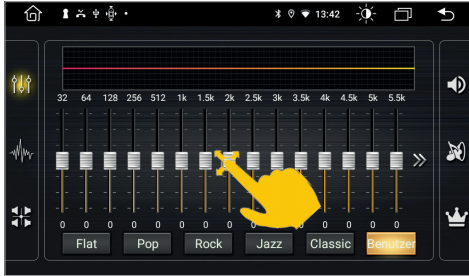 13:42
32 64 128 256 512 1k 1.5k 2k 2.5k 3k 3.5k 4k 4.5k 5k 5.5k
0 0 0 0 0 0 0 0 0 0 0 0 0
Flat Pop Rock Jazz Classic Benutzer